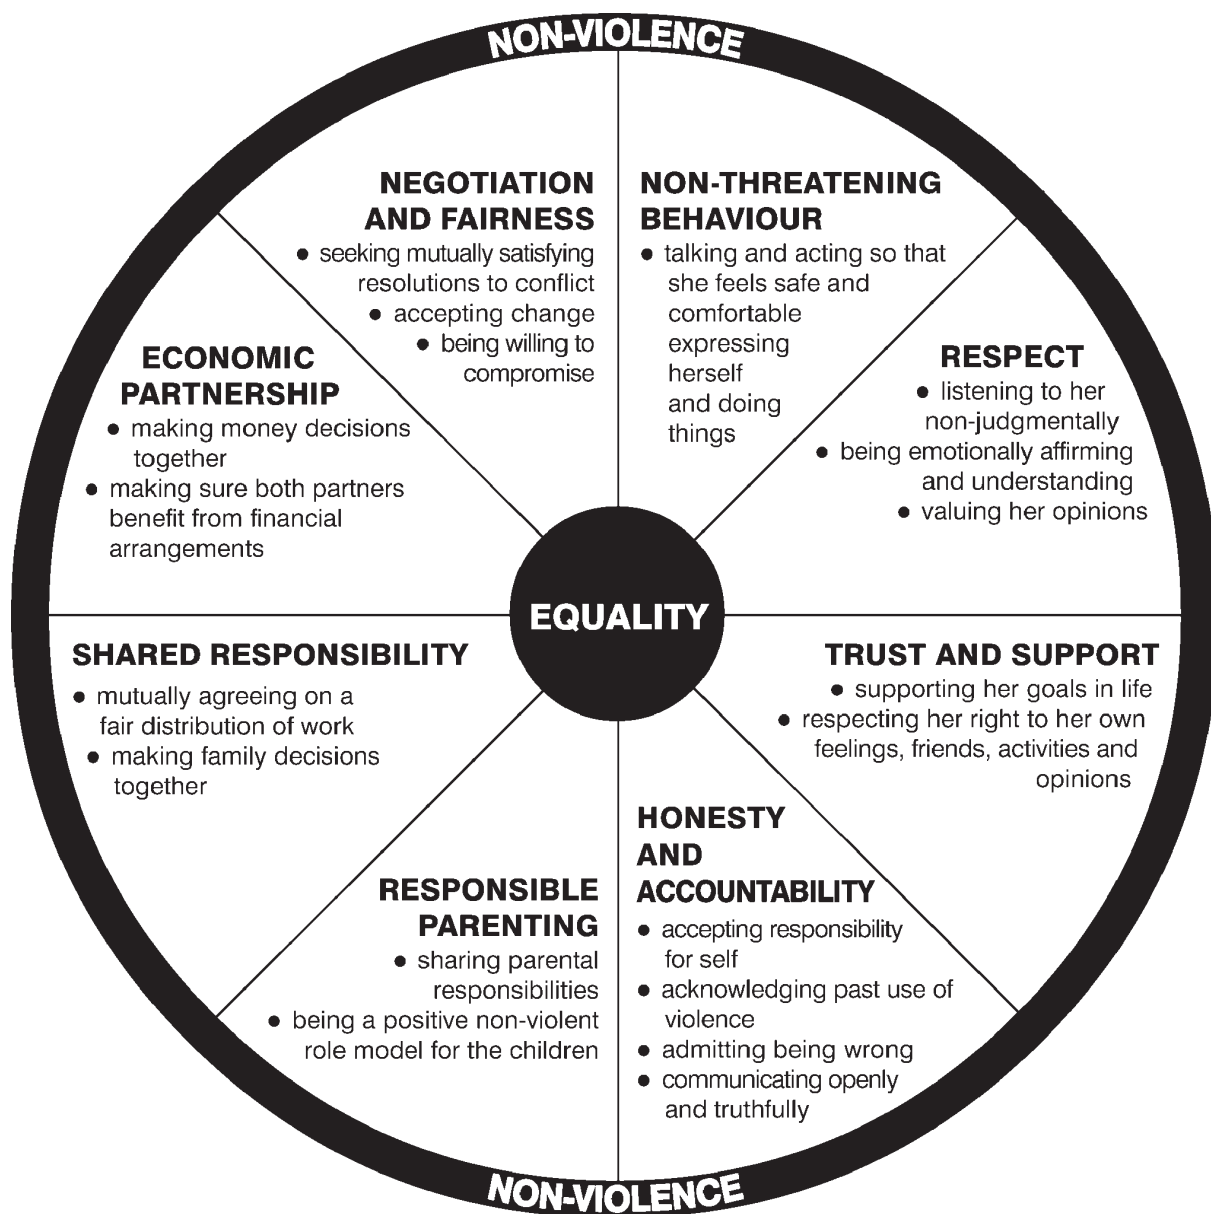 NON-VIOLENCE
NEGOTIATION
AND FAIRNESS
● seeking mutually satisfying
resolutions to conflict
● accepting change
● being willing to
compromise
NON-THREATENING
BEHAVIOUR
● talking and acting so that
she feels safe and
comfortable
expressing
herself
and doing
things
RESPECT
● listening to her
non-judgmentally
● being emotionally affirming
and understanding
● valuing her opinions
TRUST AND SUPPORT
● supporting her goals in life
● respecting her right to her own
feelings, friends, activities and
opinions
HONESTY
AND
ACCOUNTABILITY
● accepting responsibility
for self
● acknowledging past use of
violence
● admitting being wrong
● communicating openly
and truthfully
RESPONSIBLE
PARENTING
● sharing parental
responsibilities
● being a positive non-violent
role model for the children
SHARED RESPONSIBILITY
● mutually agreeing on a
fair distribution of work
● making family decisions
together
ECONOMIC
PARTNERSHIP
● making money decisions
together
● making sure both partners
benefit from financial
arrangements
EQUALITY
NON-VIOLENCE